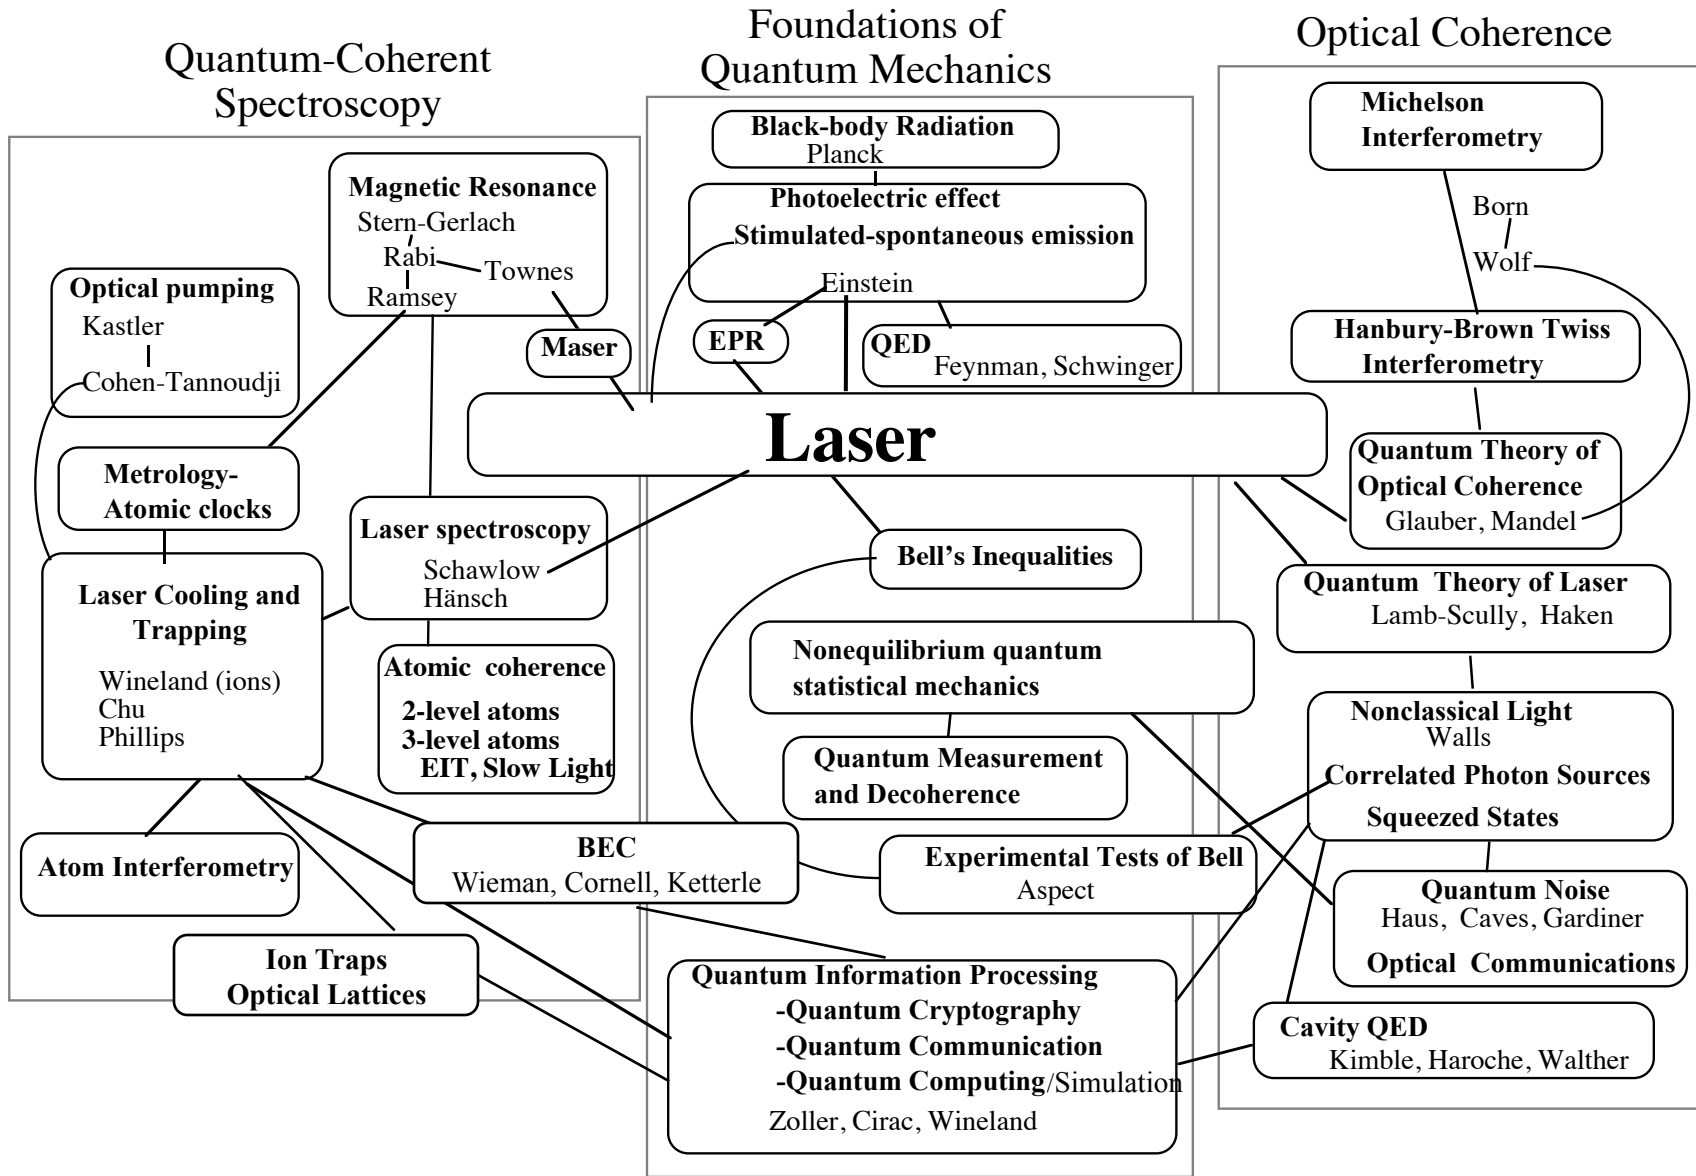 Quantum-Coherent
Spectroscopy
Foundations of
Quantum Mechanics
Optical Coherence
Magnetic Resonance
Stern-Gerlach
Rabi
Townes
Ramsey
Optical pumping
Kastler
Cohen-Tannoudji
Maser
Metrology-
Atomic clocks
Laser spectroscopy
Schawlow
Hänsch
Laser Cooling and
Trapping
Wineland (ions)
Chu
Phillips
Atomic coherence
2-level atoms
3-level atoms
EIT, Slow Light
Atom Interferometry
BEC
Wieman, Cornell, Ketterle
Ion Traps
Optical Lattices
Black-body Radiation
Planck
Photoelectric effect
Stimulated-spontaneous emission
Einstein
EPR
QED
Feynman, Schwinger
Laser
Bell's Inequalities
Nonequilibrium quantum
statistical mechanics
Quantum Measurement
and Decoherence
Experimental Tests of Bell
Aspect
Quantum Information Processing
-Quantum Cryptography
-Quantum Communication
-Quantum Computing/Simulation
Zoller, Cirac, Wineland
Michelson
Interferometry
Born
Wolf
Hanbury-Brown Twiss
Interferometry
Quantum Theory of
Optical Coherence
Glauber, Mandel
Quantum Theory of Laser
Lamb-Scully, Haken
Nonclassical Light
Walls
Correlated Photon Sources
Squeezed States
Quantum Noise
Haus, Caves, Gardiner
Optical Communications
Cavity QED
Kimble, Haroche, Walther